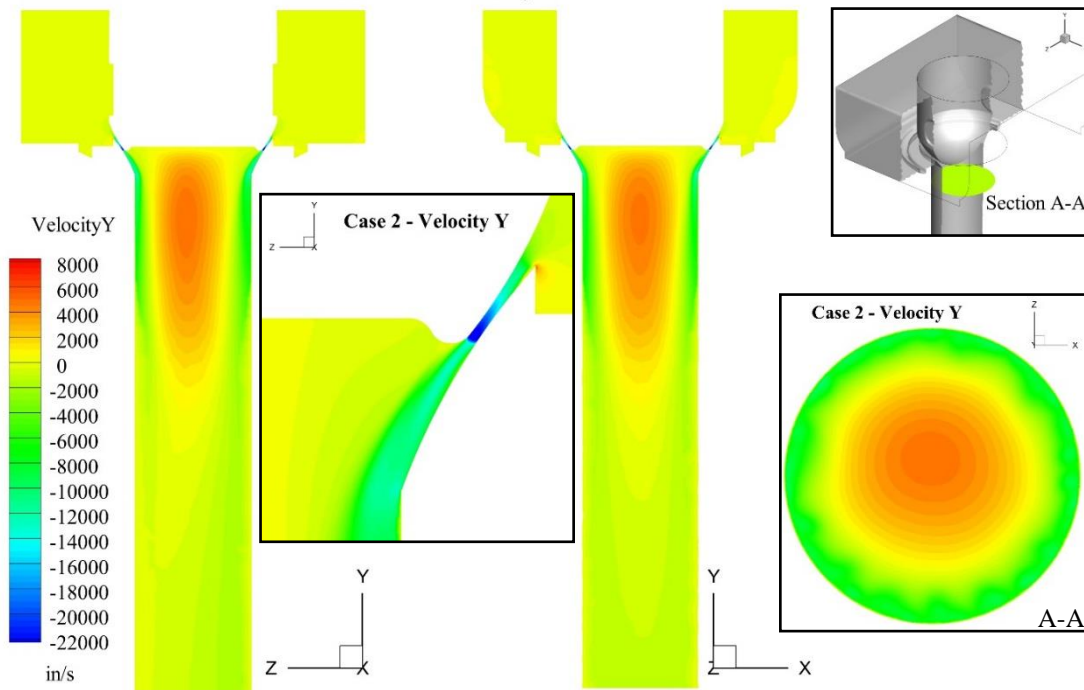 VelocityY
8000
6000
4000
2000
0
-2000
-4000
-6000
-8000
-10000
-12000
-14000
-16000
-18000
-20000
-22000
in/s
Y
Z
X
Case 2 - Velocity Y
Y
Z
X
Y
Z
X
Y
Z
Section A-A
Case 2 - Velocity Y
Z
Y
X
A-A